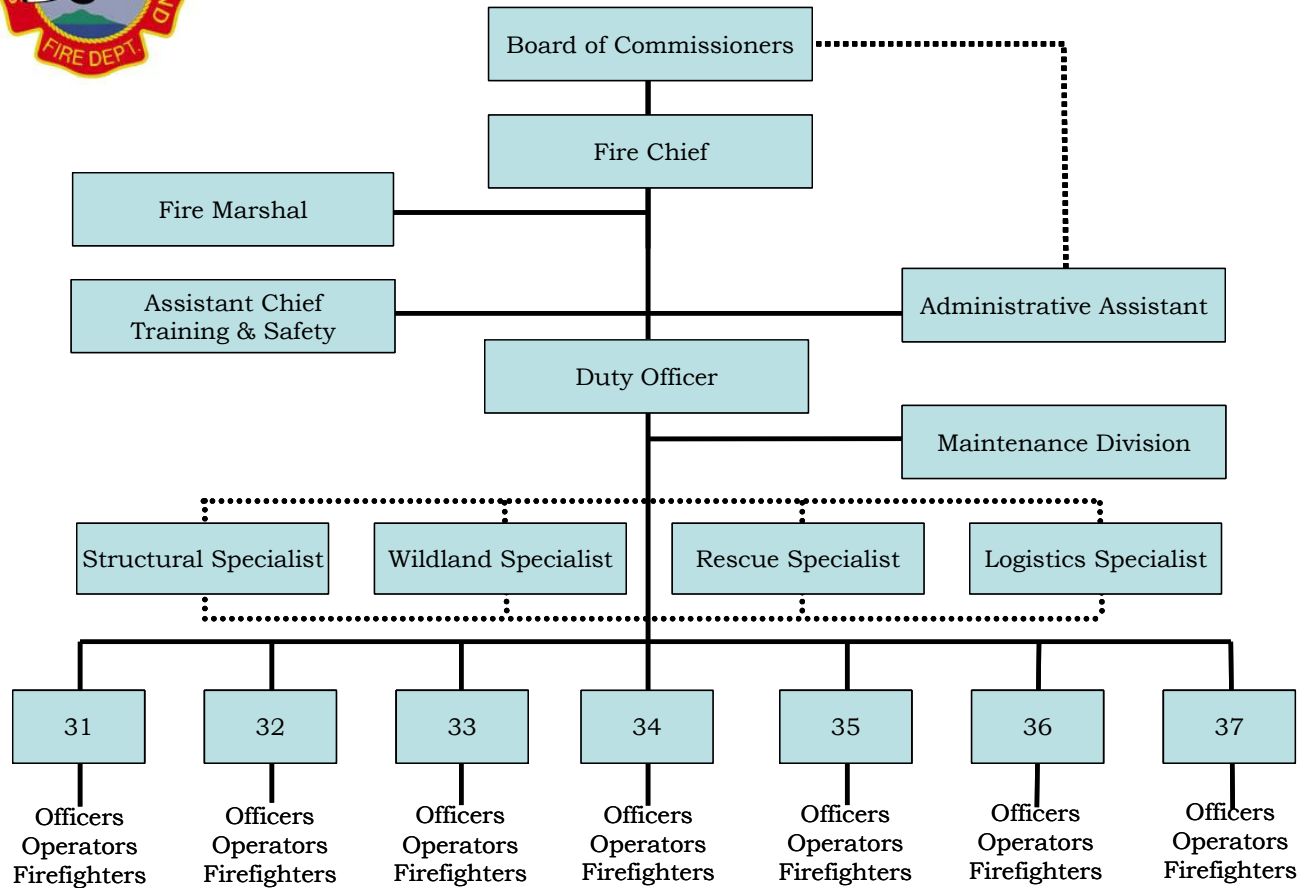 ND
FIRE DEPT.
Board of Commissioners
Fire Chief
Fire Marshal
Assistant Chief
Training & Safety
Administrative Assistant
Duty Officer
Maintenance Division
Structural Specialist
Wildland Specialist
Rescue Specialist
Logistics Specialist
31
32
33
34
35
36
37
Officers
Operators
Firefighters
Officers
Operators
Firefighters
Officers
Operators
Firefighters
Officers
Operators
Firefighters
Officers
Operators
Firefighters
Officers
Operators
Firefighters
Officers
Operators
Firefighters